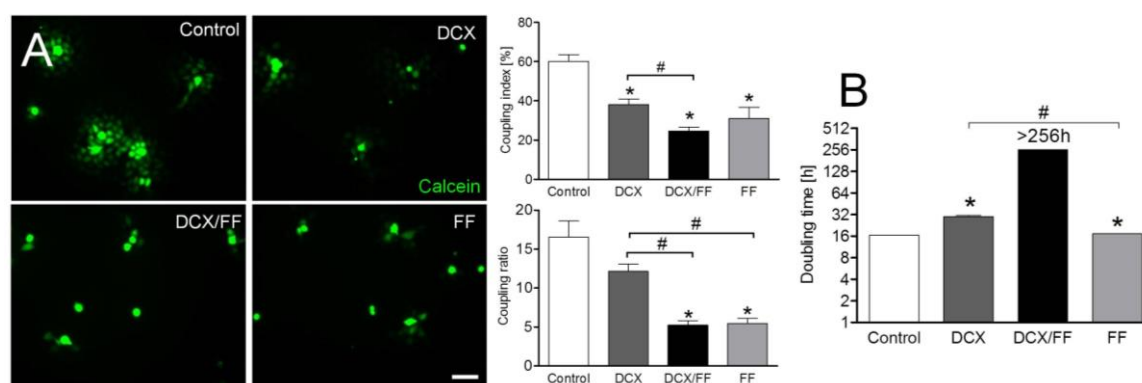 A
Control
DCX
Calcein
DCX/FF
FF
Coupling index [%]
80
60
40
20
0
#
*
*
*
Control
DCX
DCX/FF
FF
Coupling ratio
20
15
10
5
0
#
#
*
*
Control
DCX
DCX/FF
FF
B
Doubling time [h]
512
256
128
64
32
16
8
4
2
1
#
>256h
*
*
Control
DCX
DCX/FF
FF